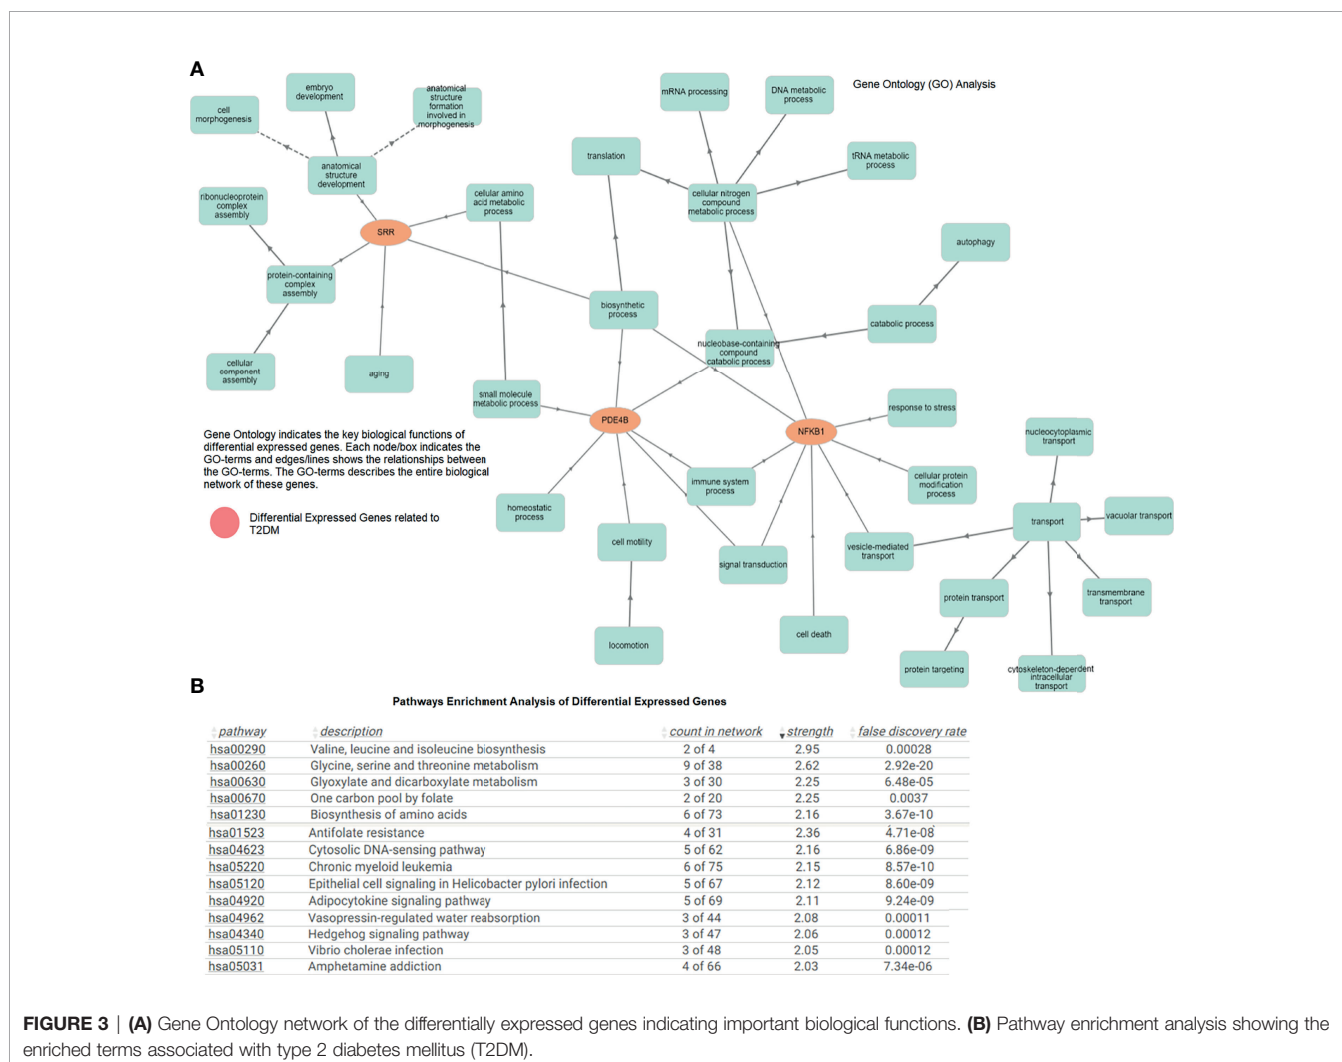 A
Gene Ontology (GO) Analysis
embryo
development
anatomical
structure
formation
involved in
morphogenesis
cell
morphogenesis
anatomical
structure
development
mRNA processing
DNA metabolic
process
translation
tRNA metabolic
process
ribonucleoprotein
complex
assembly
celular amino
acid metabolic
process
cellular nitrogen
compound
metabolic process
SRR
autophagy
protein-containing
complex
assembly
biosynthetic
process
catabolic process
nucleobase-containing
compound
catabolic process
cellular
component
assembly
aging
small molecule
metabolic process
PDE4B
NFKB1
response to stress
nucleocytoplasmic
transport
Gene Ontology indicates the key biological functions of
differential expressed genes. Each node/box indicates the
GO-terms and edges/lines shows the relationships between
the GO-terms. The GO-terms describes the entire biological
network of these genes.
immune system
process
cellular protein
modification
process
homeostatic
process
Differential Expressed Genes related to
T2DM
transport
vacuolar transport
cell motility
signal transduction
vesicle-mediated
transport
protein transport
transmembrane
transport
locomotion
cell death
protein targeting
cytoskeleton-dependent
intracellular
transport
B
Pathways Enrichment Analysis of Differential Expressed Genes
pathway description count in network strength false discovery rate
hsa00290 Valine, leucine and isoleucine biosynthesis 2 of 4 2.95 0.00028
hsa00260 Glycine, serine and threonine metabolism 9 of 38 2.62 2.92e-20
hsa00630 Glyoxylate and dicarboxylate metabolism 3 of 30 2.25 6.48e-05
hsa00670 One carbon pool by folate 2 of 20 2.25 0.0037
hsa01230 Biosynthesis of amino acids 6 of 73 2.16 3.67e-10
hsa01523 Antifolate resistance 4 of 31 2.36 4.71e-08
hsa04623 Cytosolic DNA-sensing pathway 5 of 62 2.16 6.86e-09
hsa05220 Chronic myeloid leukemia 6 of 75 2.15 8.57e-10
hsa05120 Epithelial cell signaling in Helicobacter pylori infection 5 of 67 2.12 8.60e-09
hsa04920 Adipocytokine signaling pathway 5 of 69 2.11 9.24e-09
hsa04962 Vasopressin-regulated water reabsorption 3 of 44 2.08 0.00011
hsa04340 Hedgehog signaling pathway 3 of 47 2.06 0.00012
hsa05110 Vibrio cholerae infection 3 of 48 2.05 0.00012
hsa05031 Amphetamine addiction 4 of 66 2.03 7.34e-06
FIGURE 3 | (A) Gene Ontology network of the differentially expressed genes indicating important biological functions. (B) Pathway enrichment analysis showing the
enriched terms associated with type 2 diabetes mellitus (T2DM).